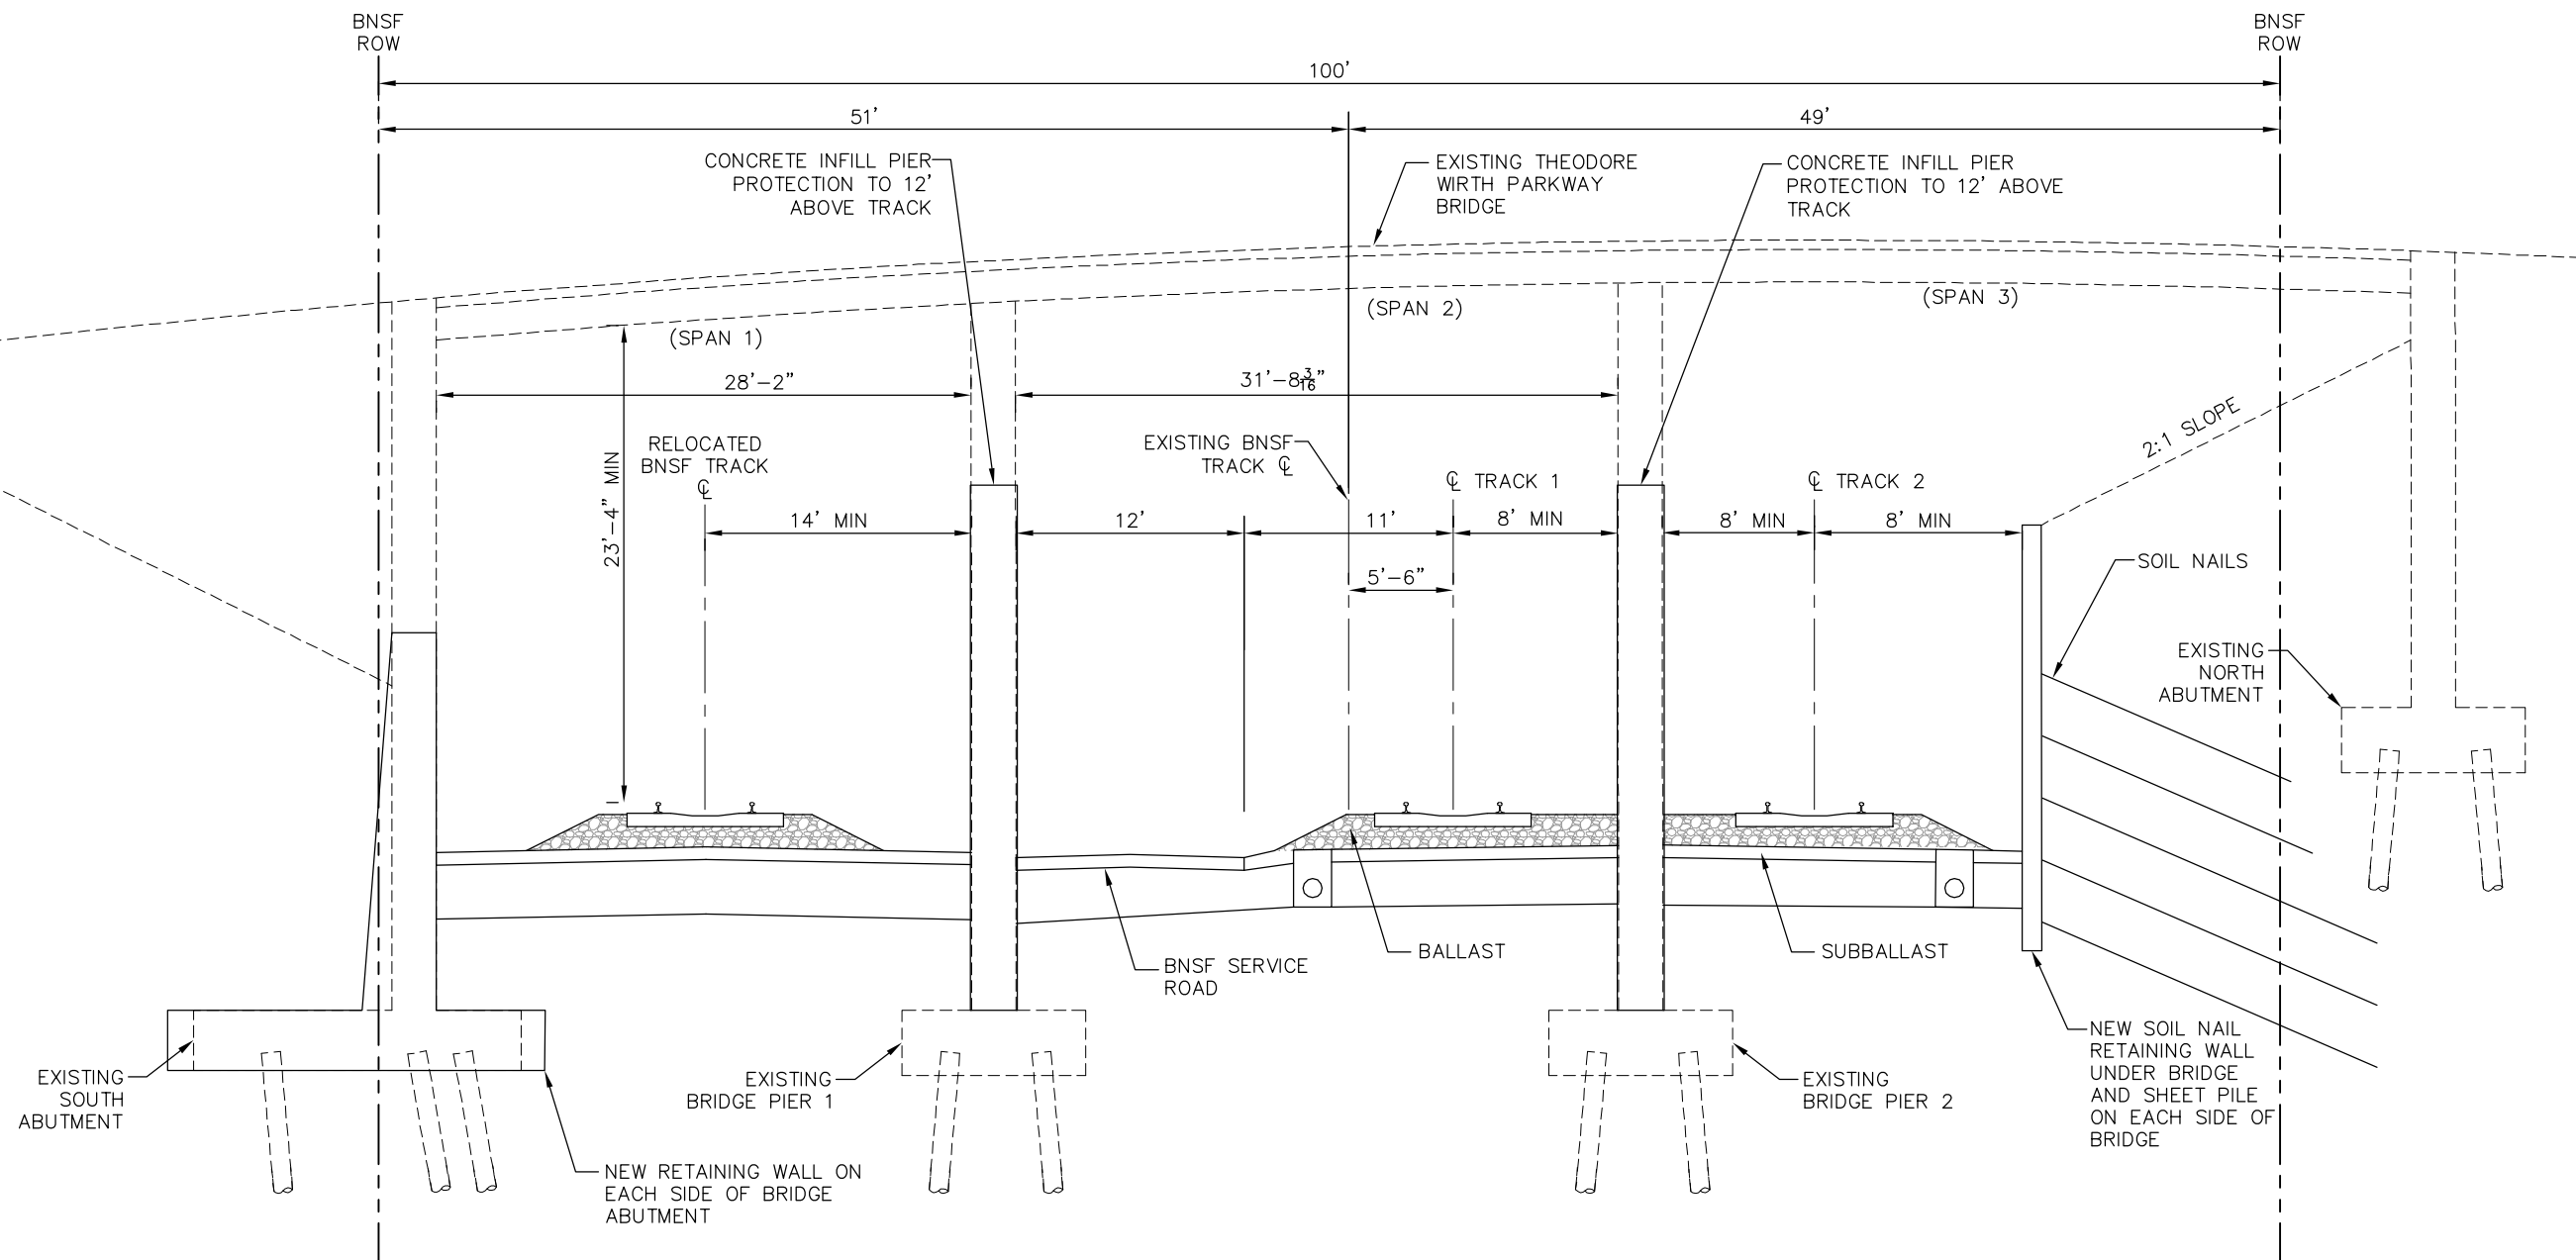 BNSF
ROW
BNSF
ROW
100'
51'
49'
CONCRETE INFILL PIER
PROTECTION TO 12'
ABOVE TRACK
EXISTING THEODORE
WIRTH PARKWAY
BRIDGE
CONCRETE INFILL PIER
PROTECTION TO 12' ABOVE
TRACK
(SPAN 1)
(SPAN 2)
(SPAN 3)
28'-2"
31'-8 3/16"
23'-4" MIN
RELOCATED
BNSF TRACK
℄
EXISTING BNSF
TRACK ℄
℄ TRACK 1
℄ TRACK 2
2:1 SLOPE
14' MIN
12'
11'
8' MIN
8' MIN
8' MIN
5'-6"
SOIL NAILS
EXISTING
NORTH
ABUTMENT
BALLAST
SUBBALLAST
BNSF SERVICE
ROAD
EXISTING
SOUTH
ABUTMENT
EXISTING
BRIDGE PIER 1
EXISTING
BRIDGE PIER 2
NEW SOIL NAIL
RETAINING WALL
UNDER BRIDGE
AND SHEET PILE
ON EACH SIDE OF
BRIDGE
NEW RETAINING WALL ON
EACH SIDE OF BRIDGE
ABUTMENT